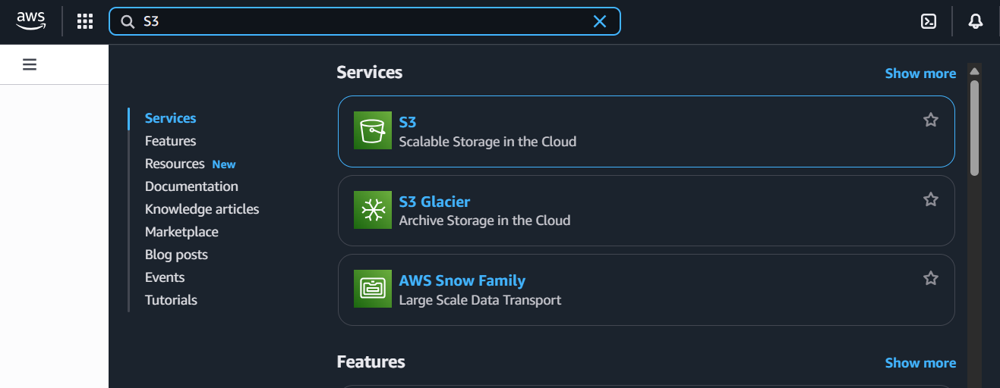 aws
S3
Services
Features
Resources New
Documentation
Knowledge articles
Marketplace
Blog posts
Events
Tutorials
Services
Show more
S3
Scalable Storage in the Cloud
S3 Glacier
Archive Storage in the Cloud
AWS Snow Family
Large Scale Data Transport
Features
Show more